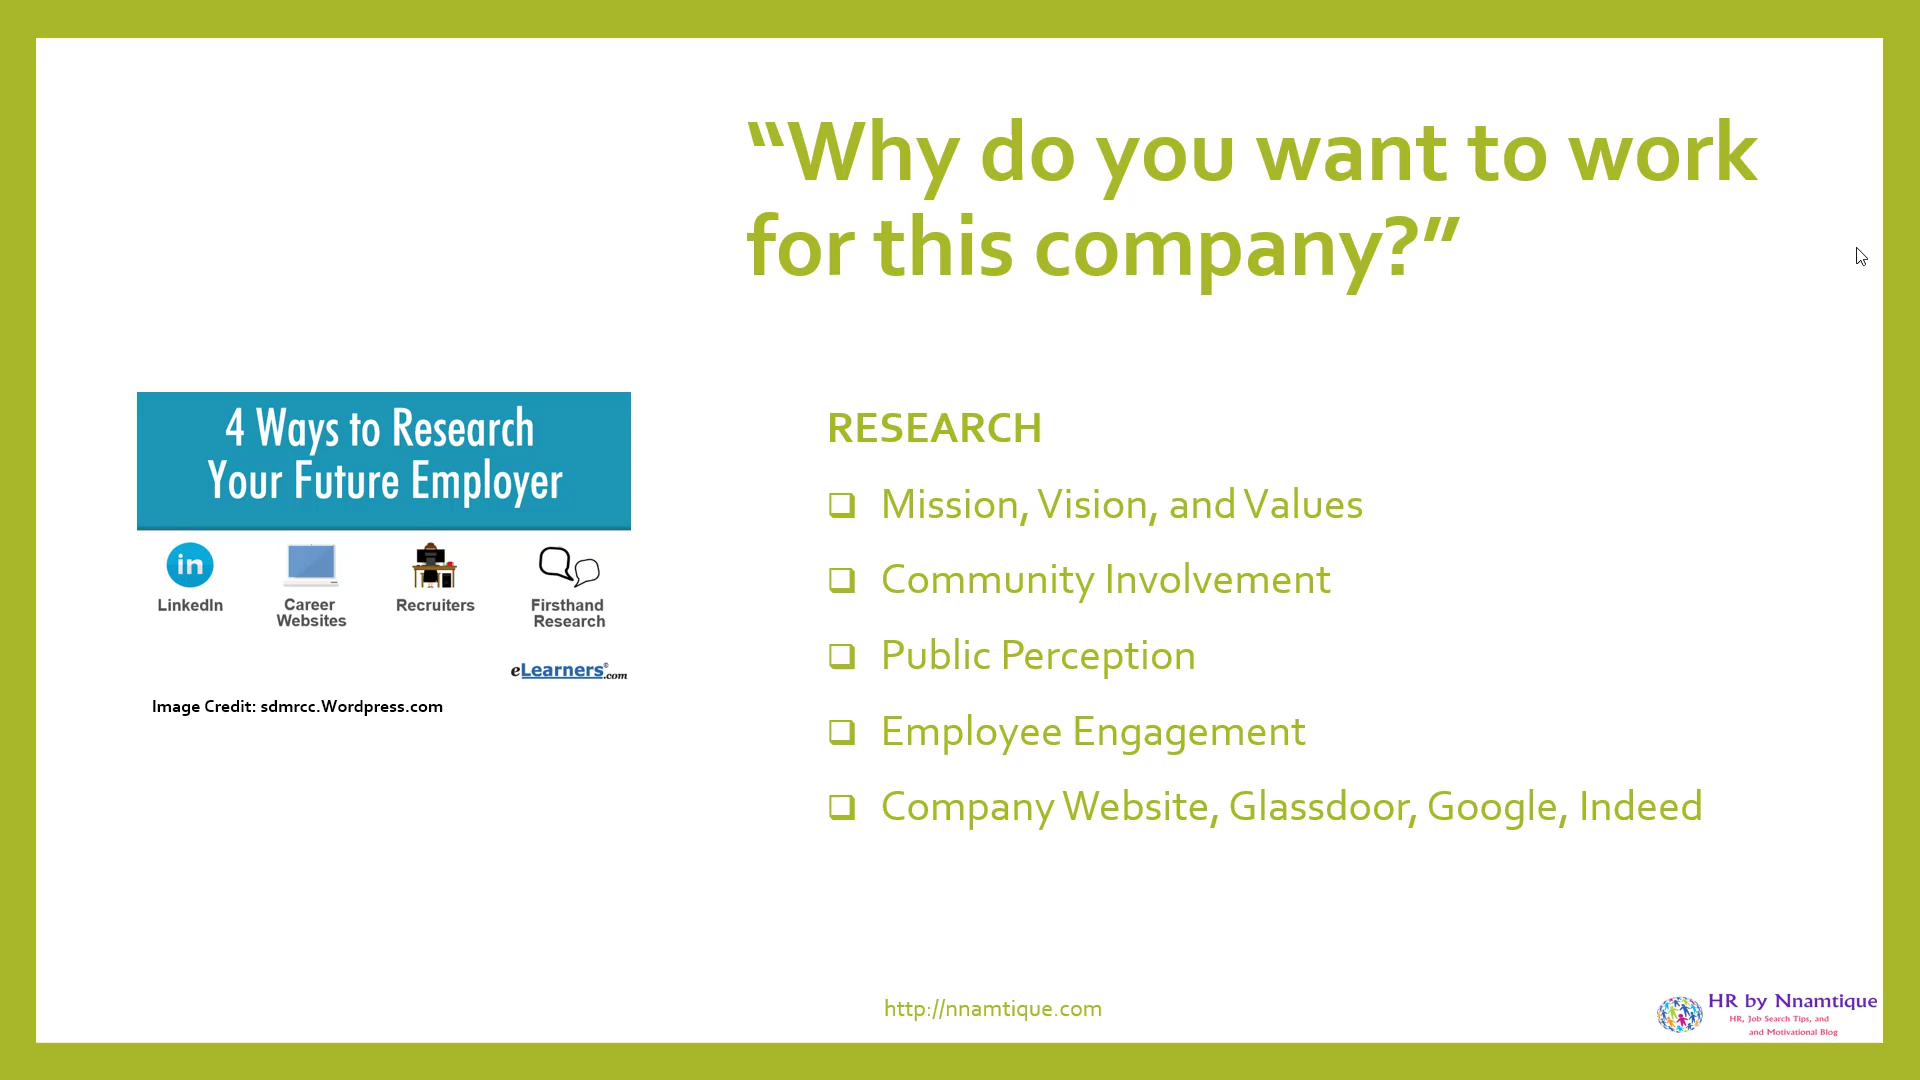 “Why do you want to work
for this company?”
4 Ways to Research
Your Future Employer
in
LinkedIn
Career
Websites
Recruiters
Firsthand
Research
eLearners®.com
Image Credit: sdmrcc.Wordpress.com
RESEARCH
❑ Mission, Vision, and Values
❑ Community Involvement
❑ Public Perception
❑ Employee Engagement
❑ Company Website, Glassdoor, Google, Indeed
http://nnamtique.com
HR by Nnamtique
HR, Job Search Tips, and
and Motivational Blog